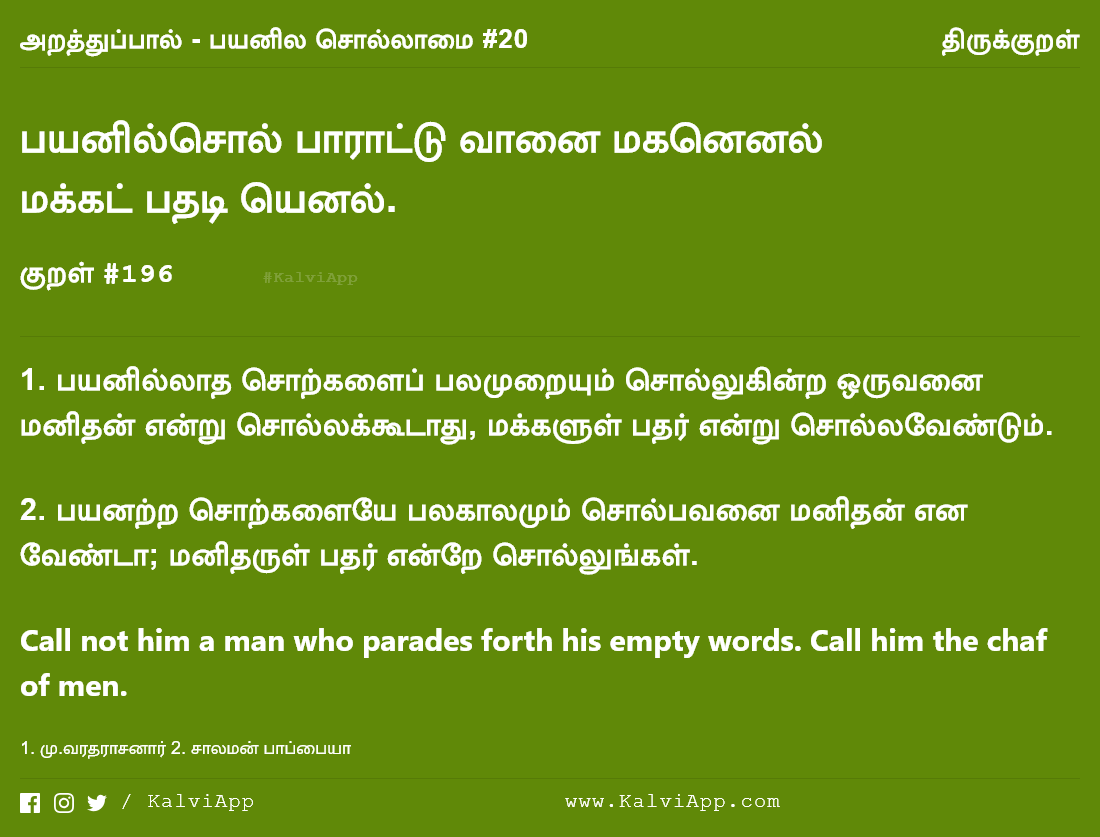 அறத்துப்பால் - பயனில சொல்லாமை #20
திருக்குறள்
பயனில்சொல் பாராட்டு வானை மகனெனல்
மக்கட் பதடி யெனல்.
குறள் #196
#KalviApp
1. பயனில்லாத சொற்களைப் பலமுறையும் சொல்லுகின்ற ஒருவனை
மனிதன் என்று சொல்லக்கூடாது, மக்களுள் பதர் என்று சொல்லவேண்டும்.
2. பயனற்ற சொற்களையே பலகாலமும் சொல்பவனை மனிதன் என
வேண்டா; மனிதருள் பதர் என்றே சொல்லுங்கள்.
Call not him a man who parades forth his empty words. Call him the chaf
of men.
1. மு.வரதராசனார் 2. சாலமன் பாப்பையா
/ KalviApp
www.KalviApp.com